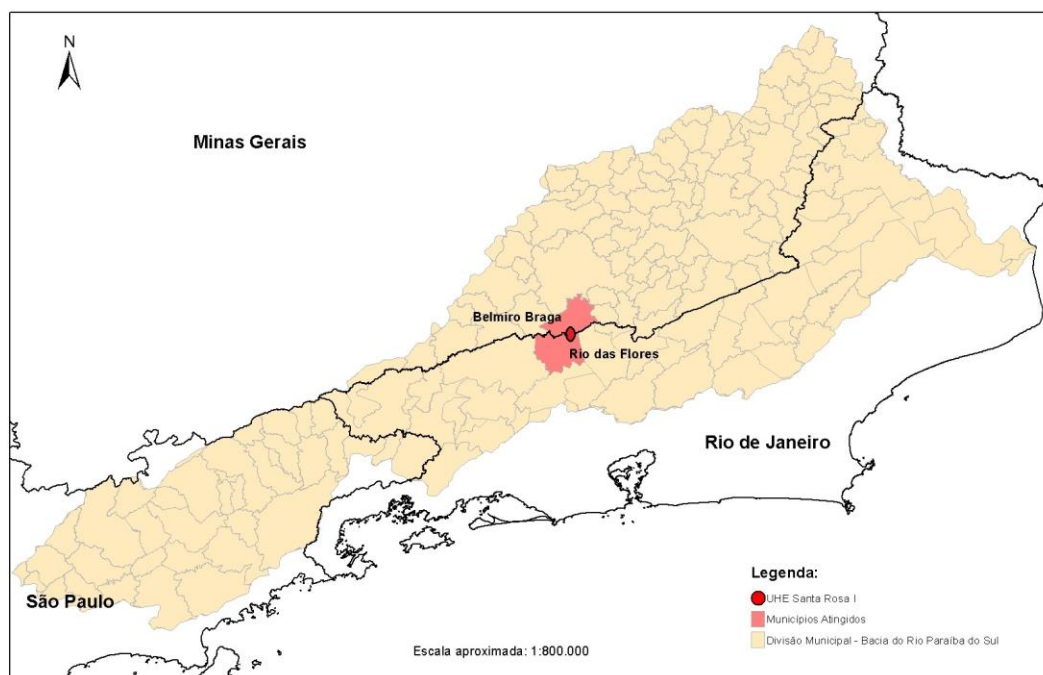 N
Minas Gerais
Belmiro Braga
Rio das Flores
Rio de Janeiro
São Paulo
Legenda:
UHE Santa Rosa I
Municípios Atingidos
Divisão Municipal - Bacia do Rio Paraíba do Sul
Escala aproximada: 1:800.000